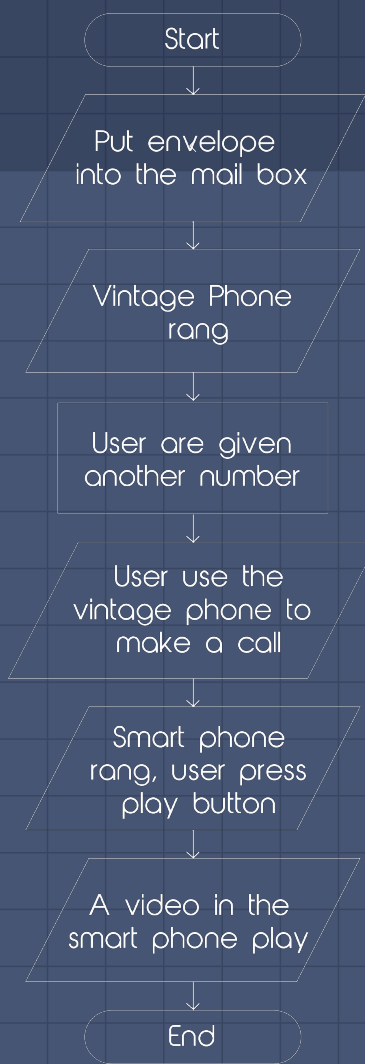 Start
Put envelope
into the mail box
Vintage Phone
rang
User are given
another number
User use the
vintage phone to
make a call
Smart phone
rang, user press
play button
A video in the
smart phone play
End